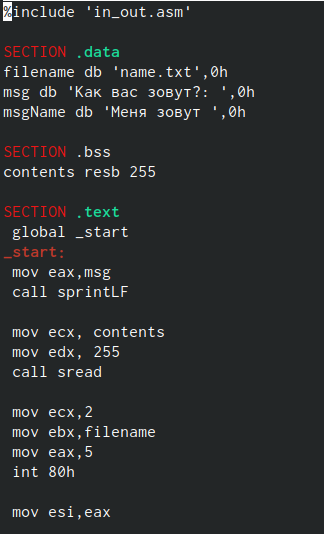 %include 'in_out.asm'
SECTION .data
filename db 'name.txt',0h
msg db 'Как вас зовут?: ',0h
msgName db 'Меня зовут ',0h
SECTION .bss
contents resb 255
SECTION .text
global _start
_start:
mov eax,msg
call sprintLF
mov ecx, contents
mov edx, 255
call sread
mov ecx,2
mov ebx,filename
mov eax,5
int 80h
mov esi,eax